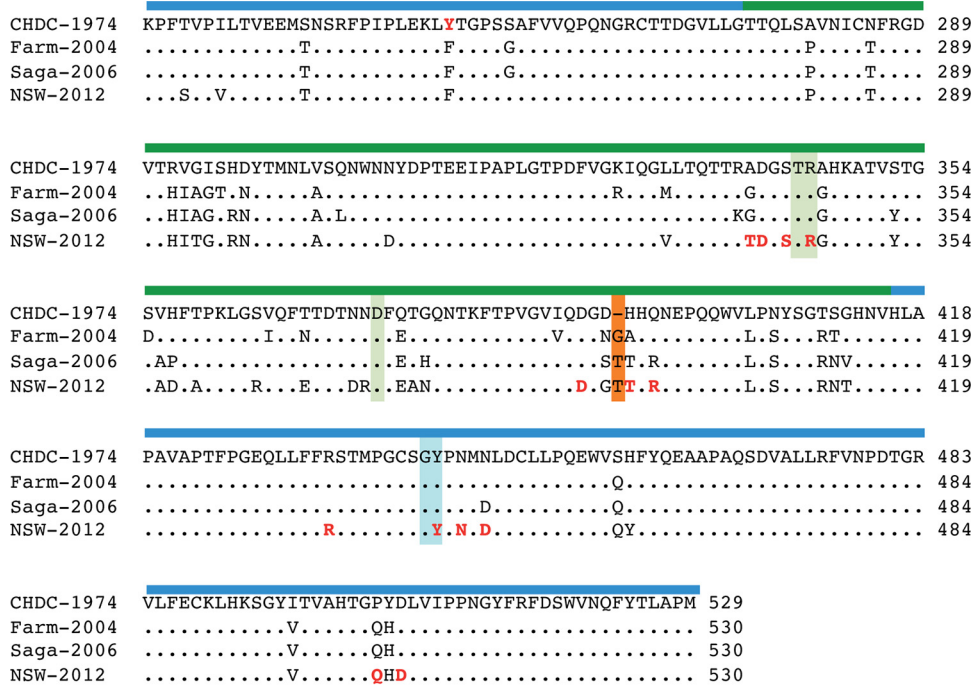 CHDC-1974 KPFTVPILTVEEMSNSRFPIPLEKLYTGPSSAFVVQPQNGRCTTDGVLLGTTQLSAVNICNFRGD 289
Farm-2004 .............T...........F....G........................P....T.... 289
Saga-2006 .............T...........F....G........................P....T.... 289
NSW-2012 ...S..V......T...........F.............................P....T.... 289
CHDC-1974 VTRVGISHDYTMNLVSQNWNNYDPTEEIPAPLGTPDFVGKIQGLLTQTTRADGSTRAHKATVSTG 354
Farm-2004 ..HIAGT.N.....A........................R...M......G.....G........ 354
Saga-2006 ..HIAG.RN.....A.L................................KG.....G.....Y.. 354
NSW-2012 ..HITG.RN.....A.....D......................V......TD.S.RG.....Y.. 354
CHDC-1974 SVHFTPKLGSVQFTTDTNNDFQTGQNTKFTPVGVIQDGD-HHQNEPQQWVLPNYSGTSGHNVHLA 418
Farm-2004 D.........I..N.......E............V...NGA.........L.S...RT....... 419
Saga-2006 .AP..................E.H..............STT.R.......L.S...RNV...... 419
NSW-2012 .AD.A....R...E...DR..EAN............D.GTT.R.......L.S...RNT...... 419
CHDC-1974 PAVAPTFPGEQLLFFRSTMPGCSGYPNMNLDCLLPQEWVSHFYQEAAPAQSDVALLRFVNPDTGR 483
Farm-2004 .......................................Q......................... 484
Saga-2006 ............................D..........Q......................... 484
NSW-2012 ...............R........Y.N.D..........QY........................ 484
CHDC-1974 VLFECKLHKSGYITVAHTGPYDLVIPPNGYFRFDSWVNQFYTLAPM 529
Farm-2004 ............V......QH......................... 530
Saga-2006 ............V......QH......................... 530
NSW-2012 ............V......QHD........................ 530